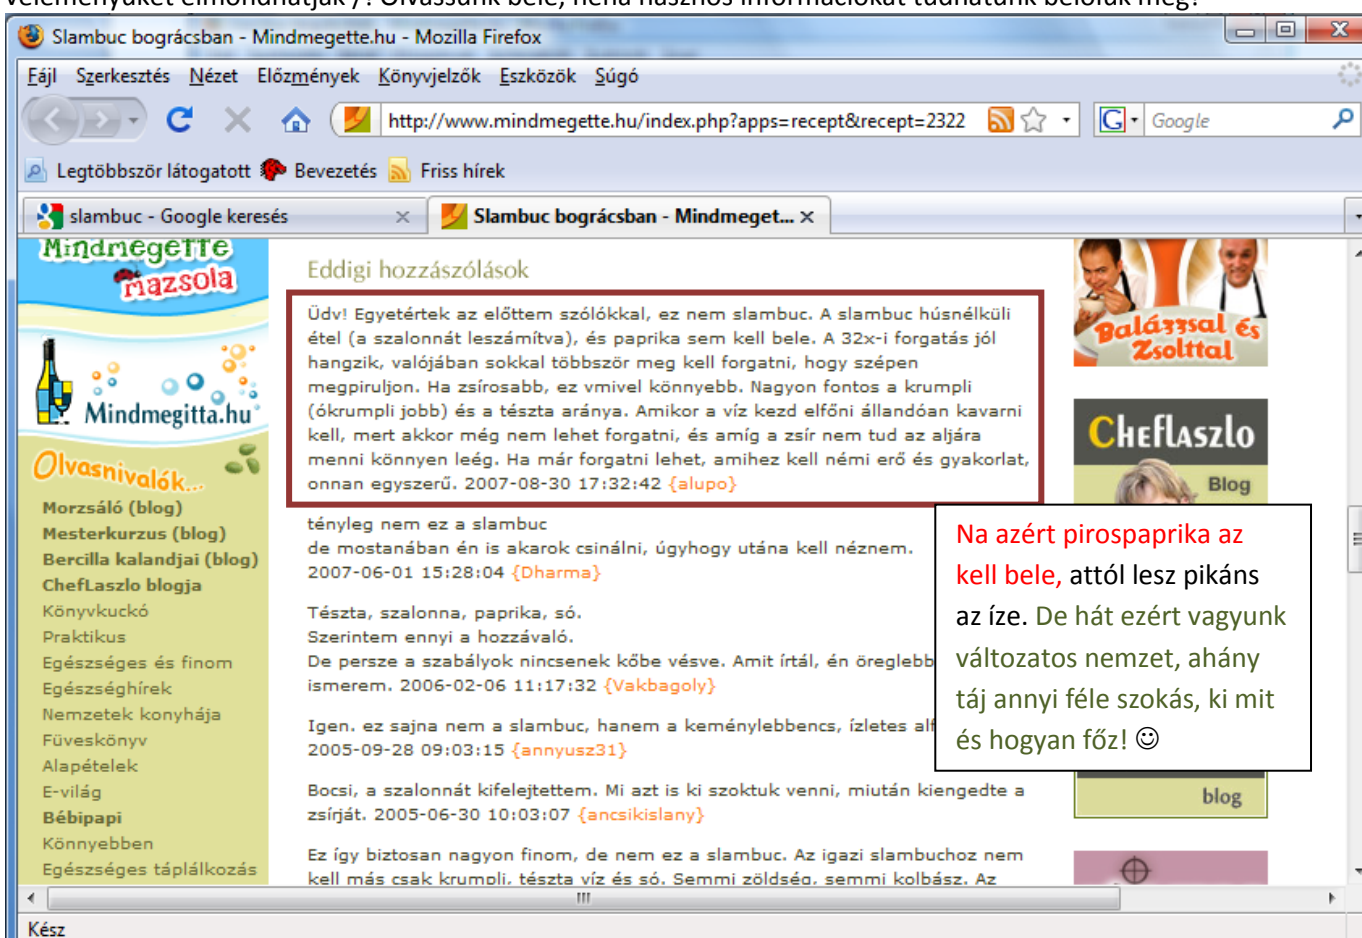 véleményüket elmondhatják /! Olvassunk bele, néha hasznos információkat tudhatunk belőlük meg!
Slambuc bográcsban - Mindmegette.hu - Mozilla Firefox
Fájl Szerkesztés Nézet Előzmények Könyvjelzők Eszközök Súgó
http://www.mindmegette.hu/index.php?apps=recept&recept=2322
G Google
Legtöbbször látogatott Bevezetés Friss hírek
slambuc - Google keresés
Slambuc bográcsban - Mindmeget...
Mindmegette
mazsola
Mindmegitta.hu
Olvasnivalók...
Morzsáló (blog)
Mesterkurzus (blog)
Bercilla kalandjai (blog)
ChefLaszlo blogja
Könyvkuckó
Praktikus
Egészséges és finom
Egészséghírek
Nemzetek konyhája
Füveskönyv
Alapételek
E-világ
Bébipapi
Könnyebben
Egészséges táplálkozás
Eddigi hozzászólások
Üdv! Egyetértek az előttem szólókkal, ez nem slambuc. A slambuc húsnélküli
étel (a szalonnát leszámítva), és paprika sem kell bele. A 32x-i forgatás jól
hangzik, valójában sokkal többször meg kell forgatni, hogy szépen
megpiruljon. Ha zsírosabb, ez vmivel könnyebb. Nagyon fontos a krumpli
(ókrumpli jobb) és a tészta aránya. Amikor a víz kezd elfőni állandóan kavarni
kell, mert akkor még nem lehet forgatni, és amíg a zsír nem tud az aljára
menni könnyen leég. Ha már forgatni lehet, amihez kell némi erő és gyakorlat,
onnan egyszerű. 2007-08-30 17:32:42 {alupo}
tényleg nem ez a slambuc
de mostanában én is akarok csinálni, úgyhogy utána kell néznem.
2007-06-01 15:28:04 {Dharma}
Tészta, szalonna, paprika, só.
Szerintem ennyi a hozzávaló.
De persze a szabályok nincsenek kőbe vésve. Amit írtál, én öreglebb
ismerem. 2006-02-06 11:17:32 {Vakbagoly}
Igen. ez sajna nem a slambuc, hanem a keménylebbencs, ízletes alf
2005-09-28 09:03:15 {annyusz31}
Bocsi, a szalonnát kifelejtettem. Mi azt is ki szoktuk venni, miután kiengedte a
zsírját. 2005-06-30 10:03:07 {ancsikislany}
Ez így biztosan nagyon finom, de nem ez a slambuc. Az igazi slambuchoz nem
kell más csak krumpli, tészta víz és só. Semmi zöldség, semmi kolbász. Az
Balázzsal és
Zsolttal
CHEFLASZLO
Blog
Na azért pirospaprika az
kell bele, attól lesz pikáns
az íze. De hát ezért vagyunk
változatos nemzet, ahány
táj annyi féle szokás, ki mit
és hogyan főz! ☺
blog
Kész